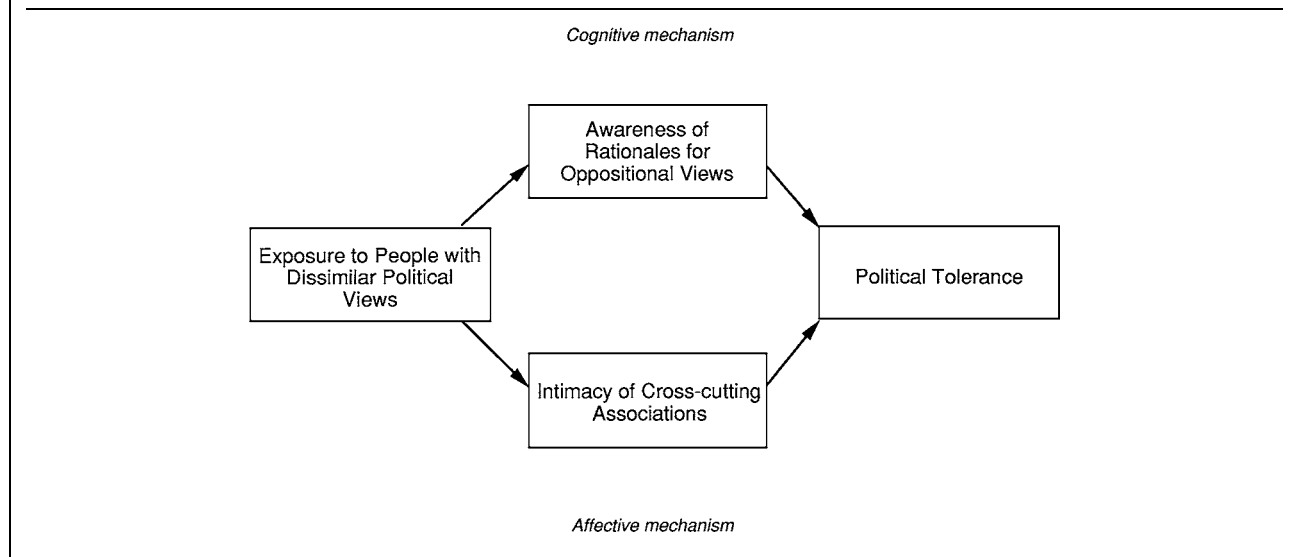 Cognitive mechanism
Awareness of
Rationales for
Oppositional Views
Exposure to People with
Dissimilar Political
Views
Political Tolerance
Intimacy of Cross-cutting
Associations
Affective mechanism